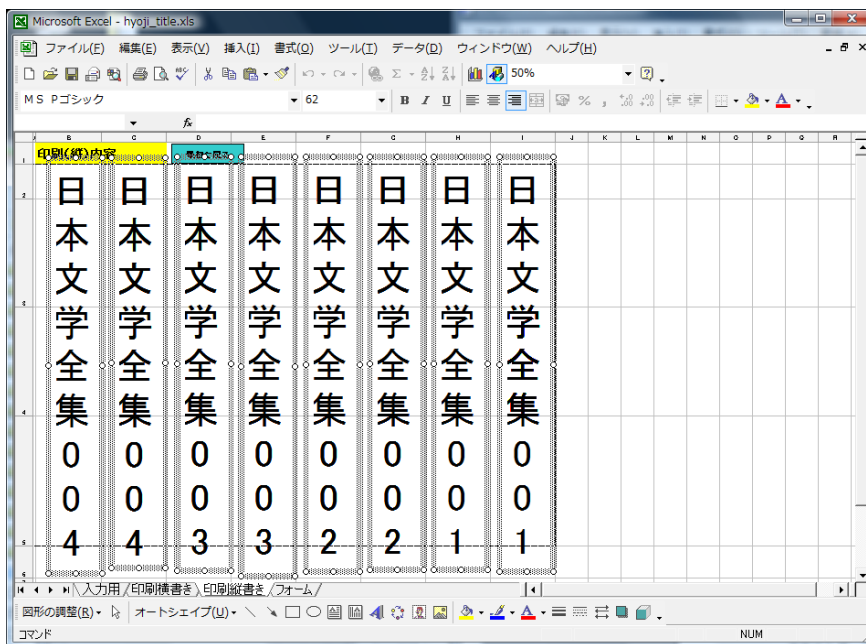 Microsoft Excel - hyoji_title.xls
ファイル(F) 編集(E) 表示(V) 挿入(I) 書式(O) ツール(T) データ(D) ウィンドウ(W) ヘルプ(H)
50%
MS Pゴシック 62 B I U
fx
B C D E F G H I J K L M N O P Q R
印刷(縦)内容
1
2
3
4
5
6
日本文学全集001
日本文学全集001
日本文学全集002
日本文学全集002
日本文学全集003
日本文学全集003
日本文学全集004
日本文学全集004
入力用 印刷横書き 印刷縦書き フォーム
図形の調整(R) オートシェイプ(U)
コマンド NUM